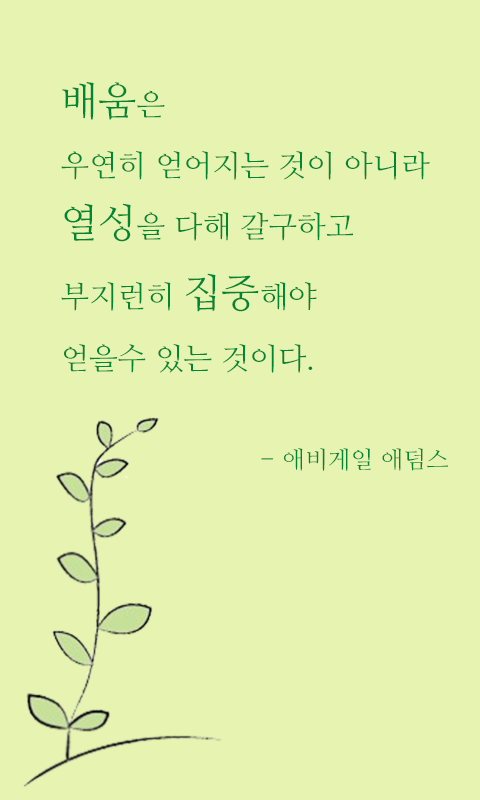 배움은
우연히 얻어지는 것이 아니라
열성을 다해 갈구하고
부지런히 집중해야
얻을수 있는 것이다.
- 애비게일 애덤스